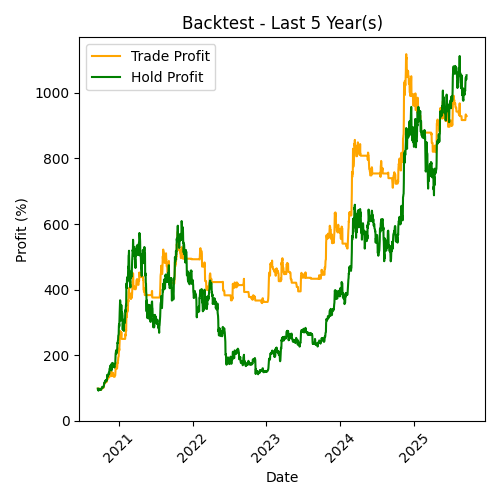 Backtest - Last 5 Year(s)
Trade Profit
Hold Profit
Profit (%)
1000
800
600
400
200
0
2021
2022
2023
2024
2025
Date